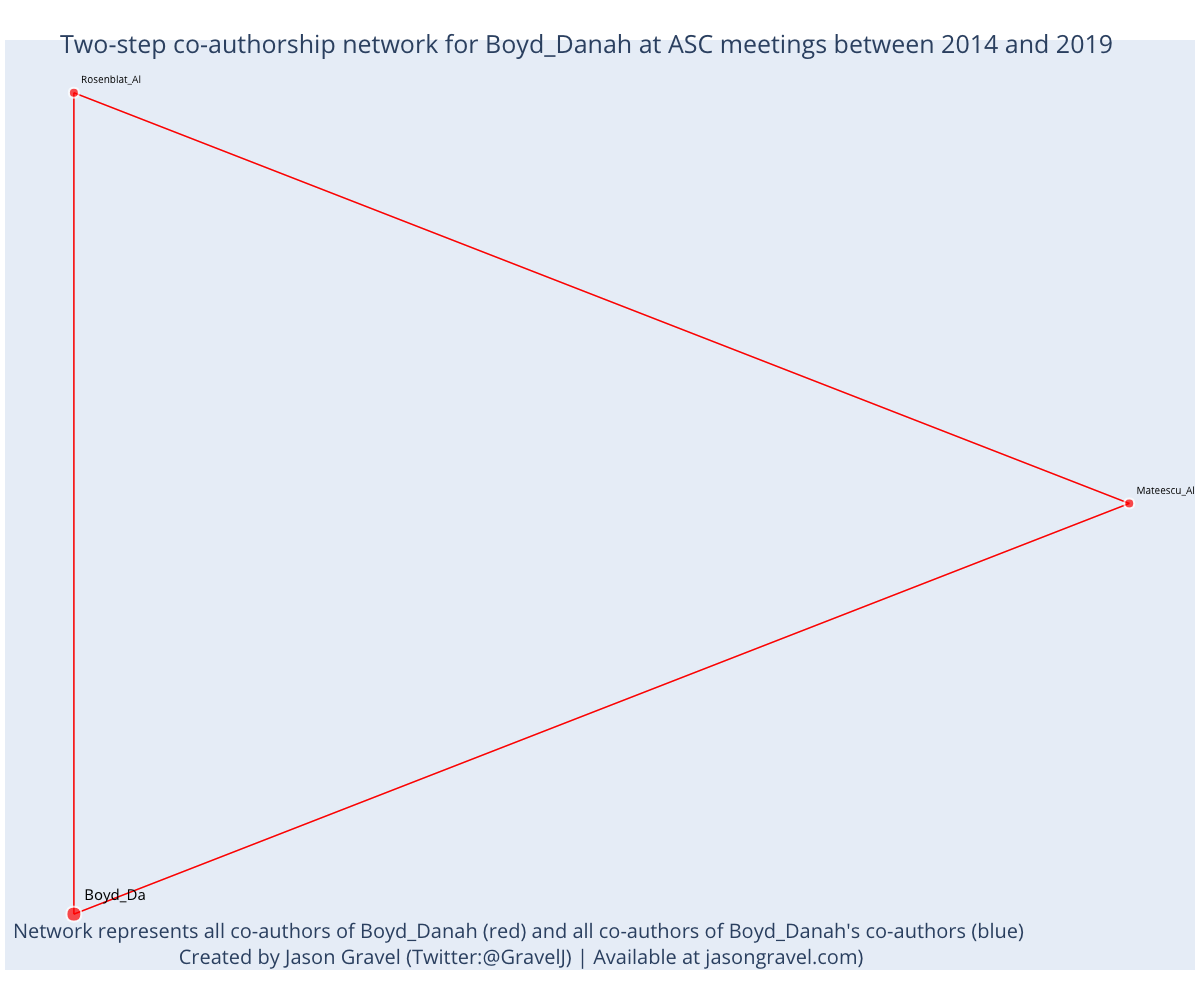 Two-step co-authorship network for Boyd_Danah at ASC meetings between 2014 and 2019
Rosenblat_Al
Mateescu_Al
Boyd_Da
Network represents all co-authors of Boyd_Danah (red) and all co-authors of Boyd_Danah's co-authors (blue)
Created by Jason Gravel (Twitter:@GravelJ) | Available at jasongravel.com)